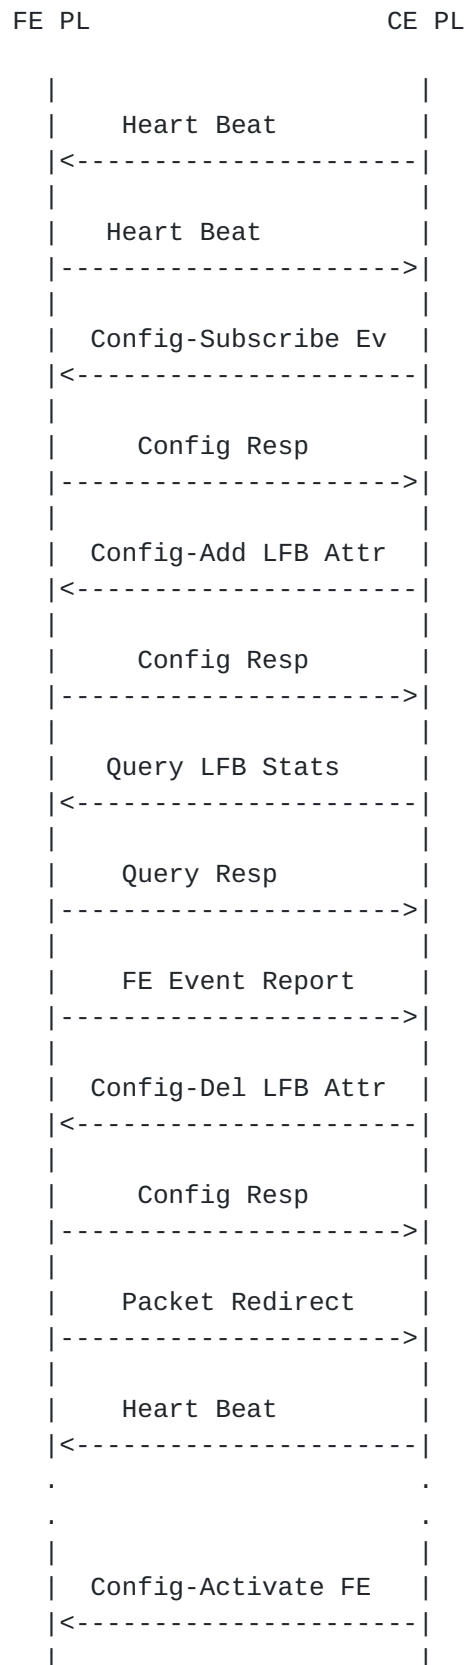 FE PL                   CE PL

  |                       |
  |    Heart Beat         |
  |<----------------------|
  |                       |
  |   Heart Beat          |
  |---------------------->|
  |                       |
  |  Config-Subscribe Ev  |
  |<----------------------|
  |                       |
  |     Config Resp       |
  |---------------------->|
  |                       |
  |  Config-Add LFB Attr  |
  |<----------------------|
  |                       |
  |     Config Resp       |
  |---------------------->|
  |                       |
  |   Query LFB Stats     |
  |<----------------------|
  |                       |
  |    Query Resp         |
  |---------------------->|
  |                       |
  |    FE Event Report    |
  |---------------------->|
  |                       |
  |  Config-Del LFB Attr  |
  |<----------------------|
  |                       |
  |     Config Resp       |
  |---------------------->|
  |                       |
  |    Packet Redirect    |
  |---------------------->|
  |                       |
  |    Heart Beat         |
  |<----------------------|
  .                       .
  .                       .
  |                       |
  |  Config-Activate FE   |
  |<----------------------|
  |                       |